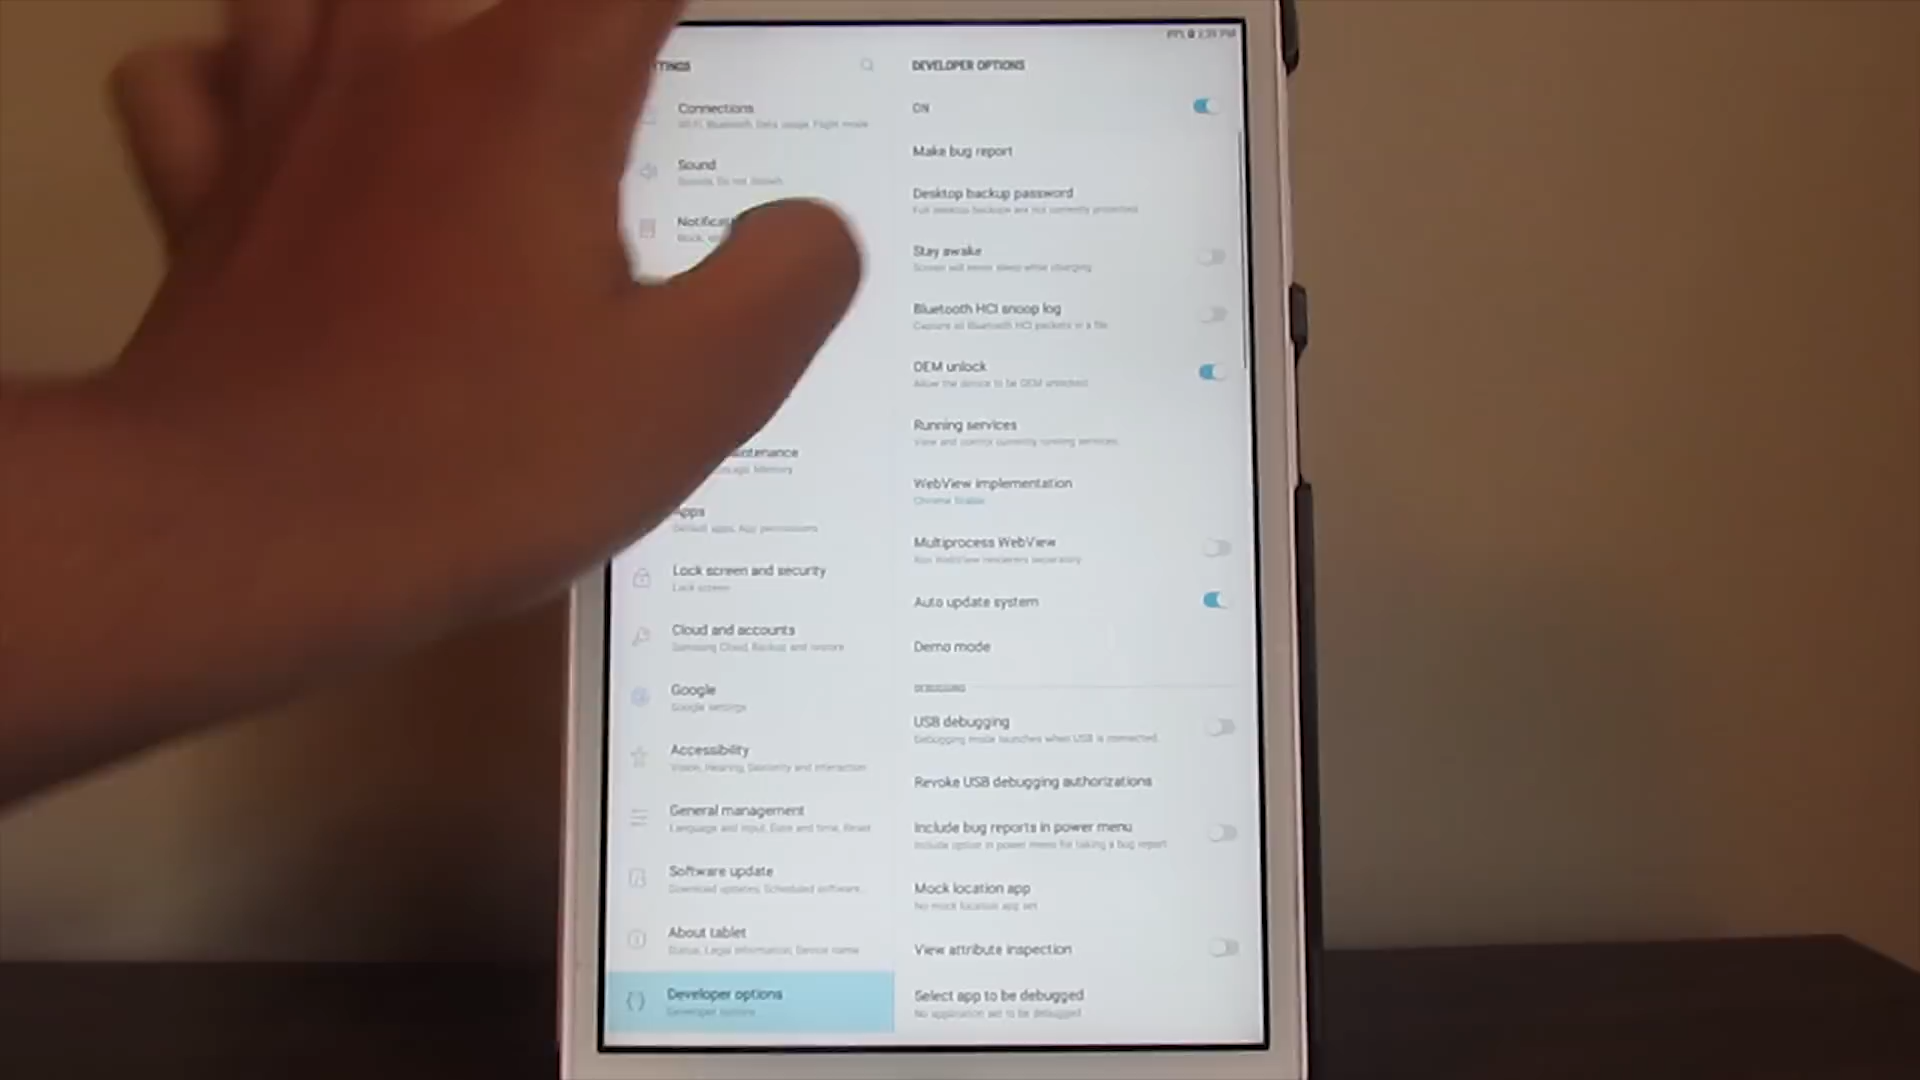 TINGS
Connections
Wi-Fi, Bluetooth, Data usage, Flight mode
Sound
Sounds, Do not disturb
Notificat
Block,
ntenance
Memory
Apps
Default apps, App permissions
Lock screen and security
Lock screen
Cloud and accounts
Samsung Cloud, Backup and restore
Google
Google settings
Accessibility
Vision, Hearing, Dexterity and interaction
General management
Language and input, Date and time, Reset
Software update
Download updates, Scheduled software...
About tablet
Status, Legal information, Device name
Developer options
Developer options
2:39 PM
DEVELOPER OPTIONS
ON
Make bug report
Desktop backup password
Full desktop backups are not currently protected.
Stay awake
Screen will never sleep while charging.
Bluetooth HCI snoop log
Capture all Bluetooth HCI packets in a file.
OEM unlock
Allow the device to be OEM unlocked.
Running services
View and control currently running services.
WebView implementation
Chrome Stable
Multiprocess WebView
Run WebView renderers separately.
Auto update system
Demo mode
DEBUGGING
USB debugging
Debugging mode launches when USB is connected.
Revoke USB debugging authorizations
Include bug reports in power menu
Include option in power menu for taking a bug report
Mock location app
No mock location app set
View attribute inspection
Select app to be debugged
No application set to be debugged